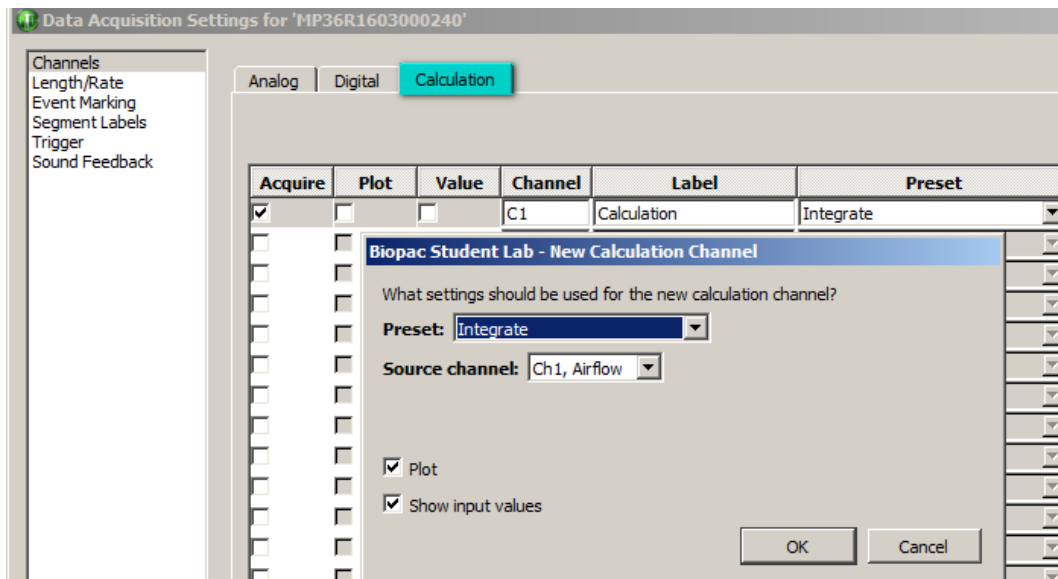 Data Acquisition Settings for 'MP36R1603000240'
Channels
Length/Rate
Event Marking
Segment Labels
Trigger
Sound Feedback
Analog Digital Calculation
Acquire Plot Value Channel Label Preset
C1 Calculation Integrate
Biopac Student Lab - New Calculation Channel
What settings should be used for the new calculation channel?
Preset: Integrate
Source channel: Ch1, Airflow
Plot
Show input values
OK Cancel